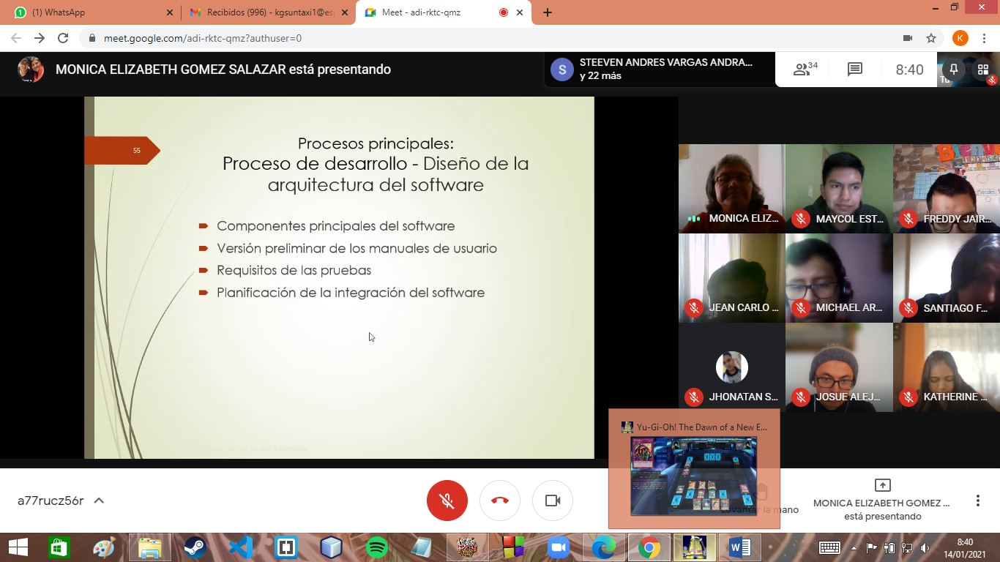 (1) WhatsApp
Recibidos (996) - kgsuntaxi1@es
Meet - adi-rktc-qmz
meet.google.com/adi-rktc-qmz?authuser=0
K
MONICA ELIZABETH GOMEZ SALAZAR está presentando
S
STEEVEN ANDRES VARGAS ANDRA...
y 22 más
34
8:40
Tú
55
Procesos principales:
Proceso de desarrollo - Diseño de la
arquitectura del software
Componentes principales del software
Versión preliminar de los manuales de usuario
Requisitos de las pruebas
Planificación de la integración del software
MONICA ELIZ...
MAYCOL EST...
FREDDY JAIR...
JEAN CARLO ...
MICHAEL AR...
SANTIAGO F...
JHONATAN S...
JOSUE ALEJ...
KATHERINE ...
Yu-Gi-Oh! The Dawn of a New E...
a77rucz56r
Levantar la mano
MONICA ELIZABETH GOMEZ ...
está presentando
8:40
14/01/2021